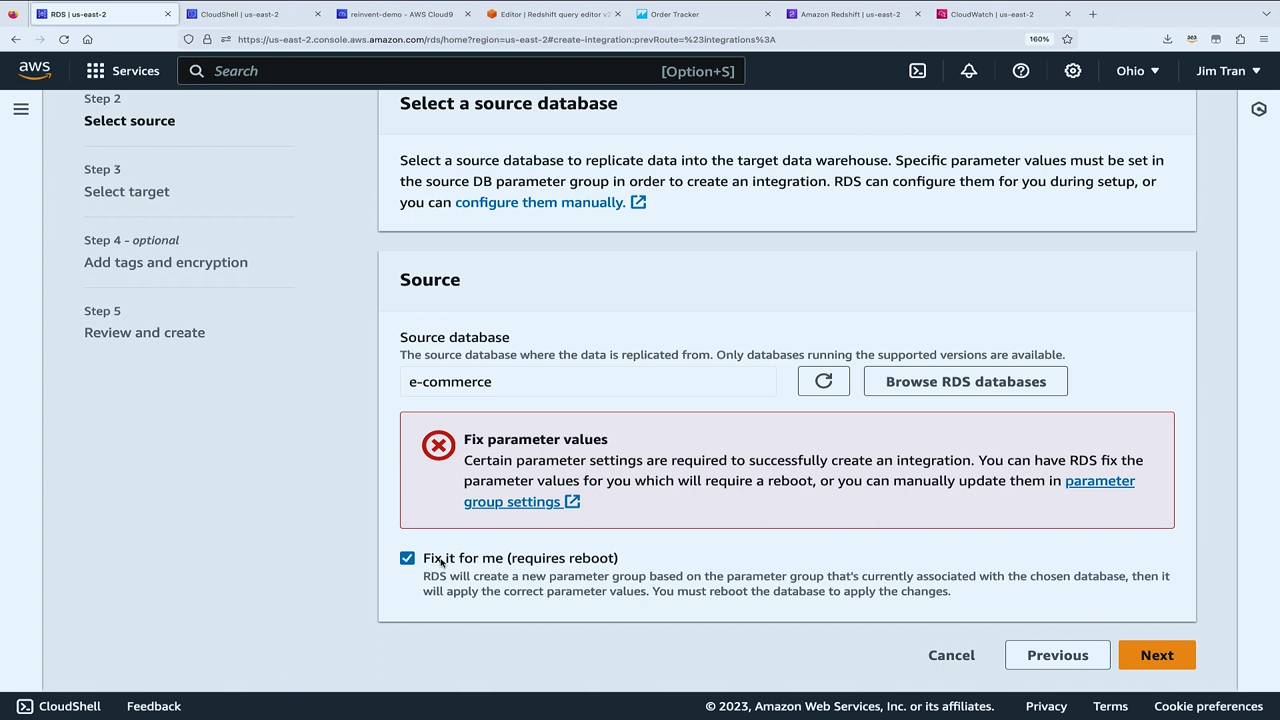 RDS | us-east-2
CloudShell | us-east-2
reinvent-demo - AWS Cloud9
Editor | Redshift query editor v2
Order Tracker
Amazon Redshift | us-east-2
CloudWatch | us-east-2
https://us-east-2.console.aws.amazon.com/rds/home?region=us-east-2#create-integration:prevRoute=%23integrations%3A
160%
aws
Services
Search
[Option+S]
Ohio
Jim Tran
Step 2
Select source
Step 3
Select target
Step 4 - optional
Add tags and encryption
Step 5
Review and create
Select a source database
Select a source database to replicate data into the target data warehouse. Specific parameter values must be set in
the source DB parameter group in order to create an integration. RDS can configure them for you during setup, or
you can configure them manually.
Source
Source database
The source database where the data is replicated from. Only databases running the supported versions are available.
e-commerce
Browse RDS databases
Fix parameter values
Certain parameter settings are required to successfully create an integration. You can have RDS fix the
parameter values for you which will require a reboot, or you can manually update them in parameter
group settings
Fix it for me (requires reboot)
RDS will create a new parameter group based on the parameter group that's currently associated with the chosen database, then it
will apply the correct parameter values. You must reboot the database to apply the changes.
Cancel
Previous
Next
CloudShell
Feedback
© 2023, Amazon Web Services, Inc. or its affiliates.
Privacy
Terms
Cookie preferences